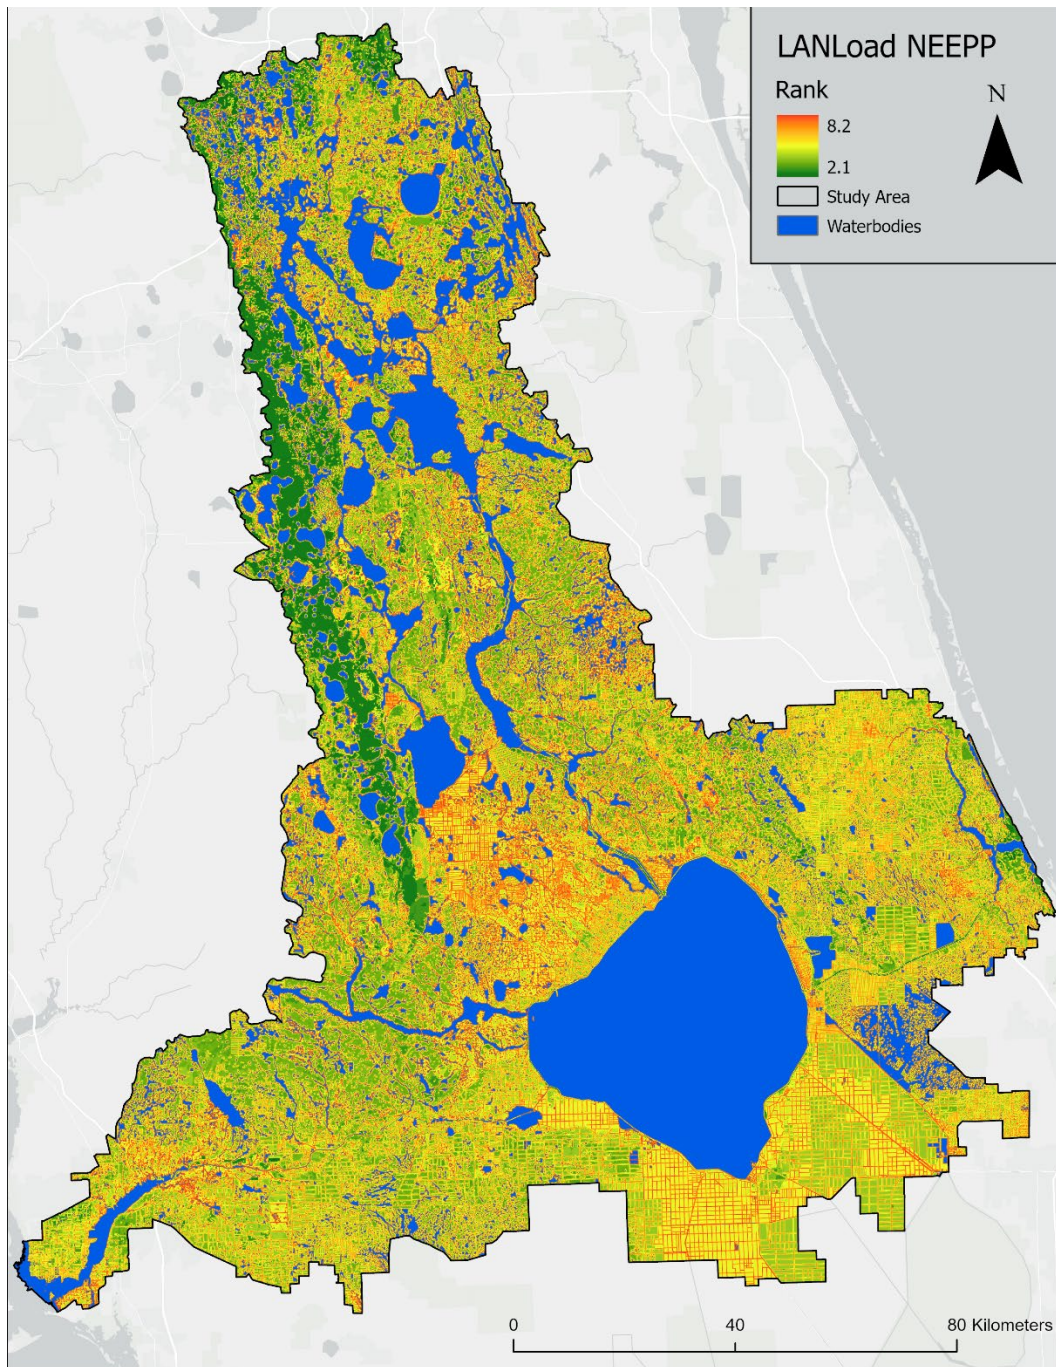 LANLoad NEEPP
Rank
N
8.2
2.1
Study Area
Waterbodies
0 40 80 Kilometers